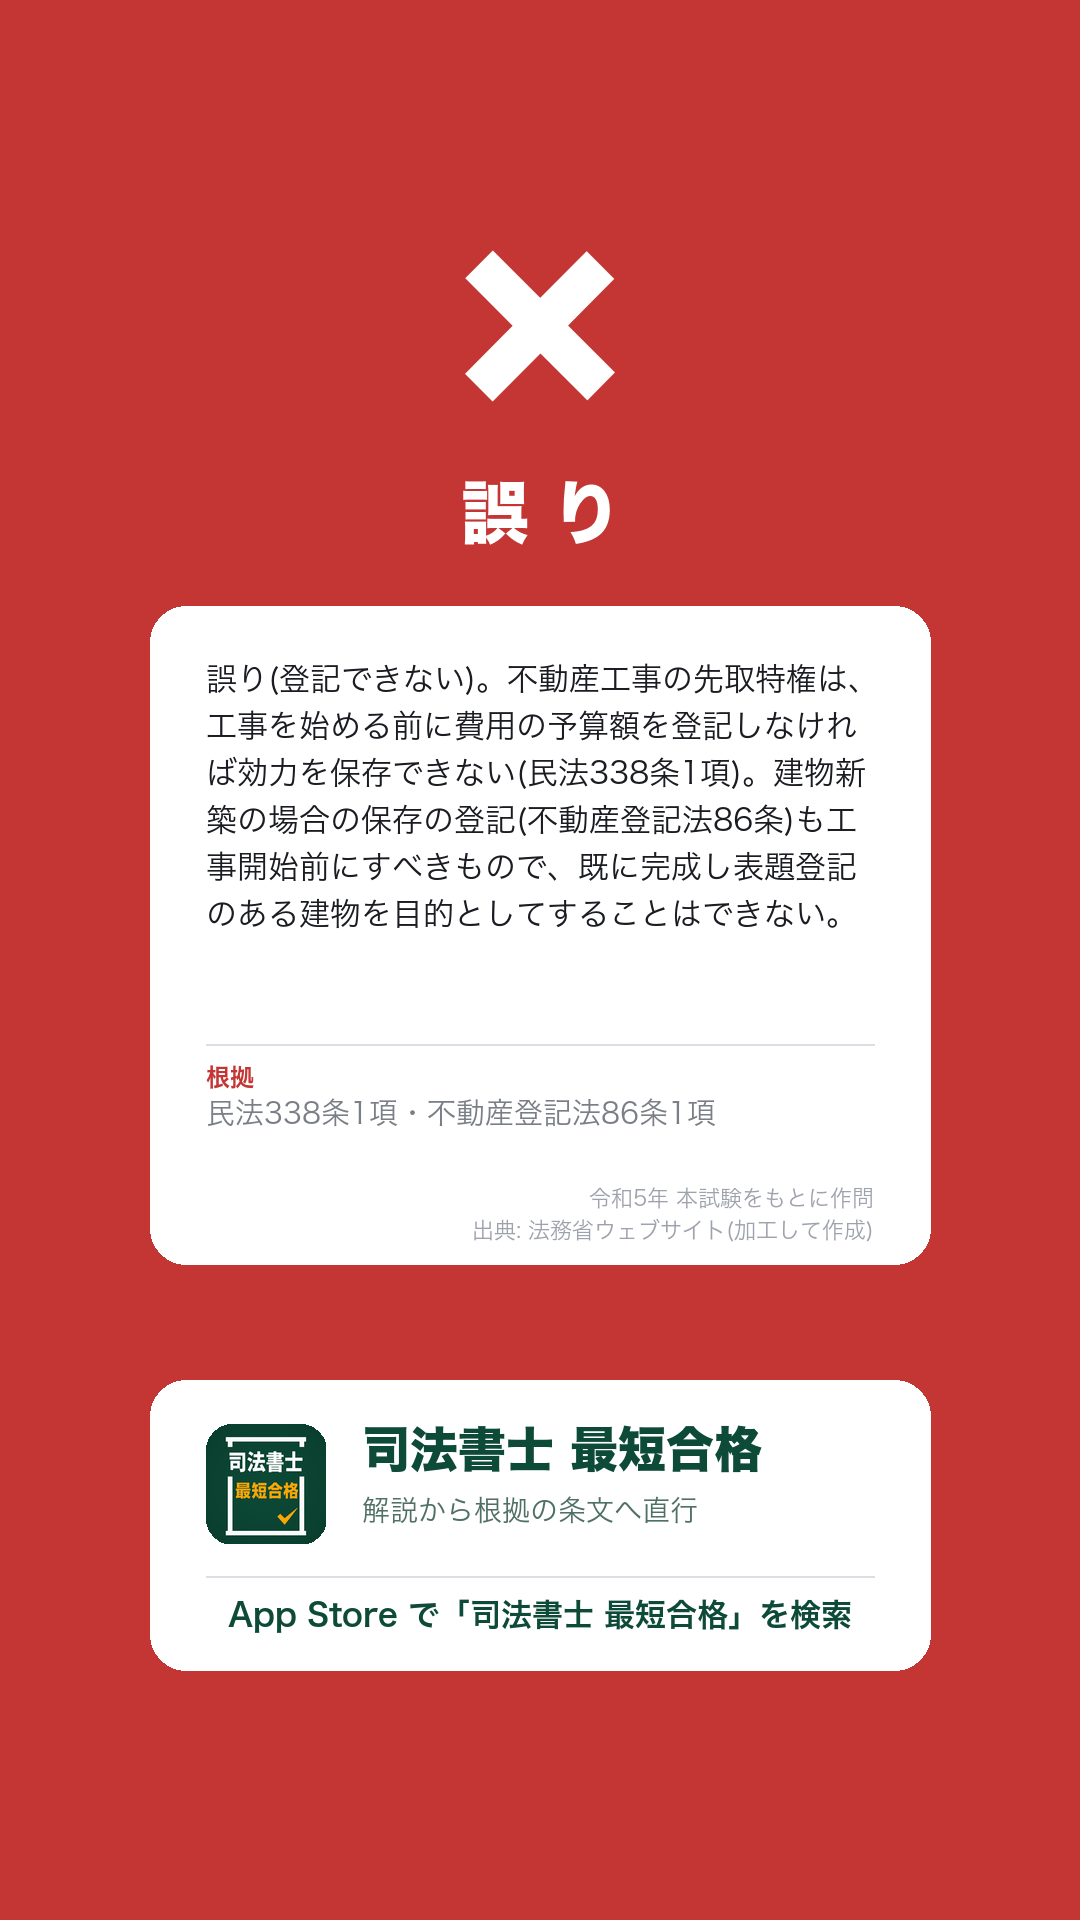 誤り
誤り(登記できない)。不動産工事の先取特権は、
工事を始める前に費用の予算額を登記しなけれ
ば効力を保存できない(民法338条1項)。建物新
築の場合の保存の登記(不動産登記法86条)も工
事開始前にすべきもので、既に完成し表題登記
のある建物を目的としてすることはできない。
根拠
民法338条1項・不動産登記法86条1項
令和5年 本試験をもとに作問
出典: 法務省ウェブサイト(加工して作成)
司法書士
最短合格
司法書士 最短合格
解説から根拠の条文へ直行
App Store で「司法書士 最短合格」を検索